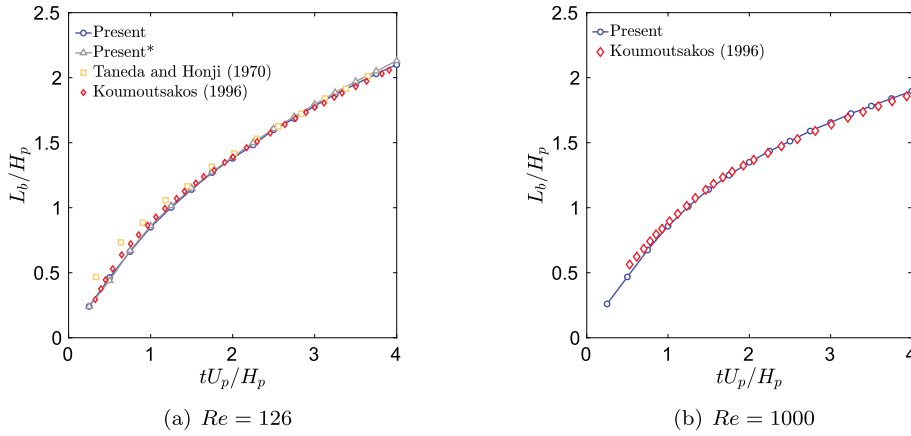 2.5
2
1.5
1
0.5
0
L_b/H_p
Present
Present*
Taneda and Honji (1970)
Koumoutsakos (1996)
0 1 2 3 4
tU_p/H_p
(a) Re = 126
2.5
2
1.5
1
0.5
0
L_b/H_p
Present
Koumoutsakos (1996)
0 1 2 3 4
tU_p/H_p
(b) Re = 1000